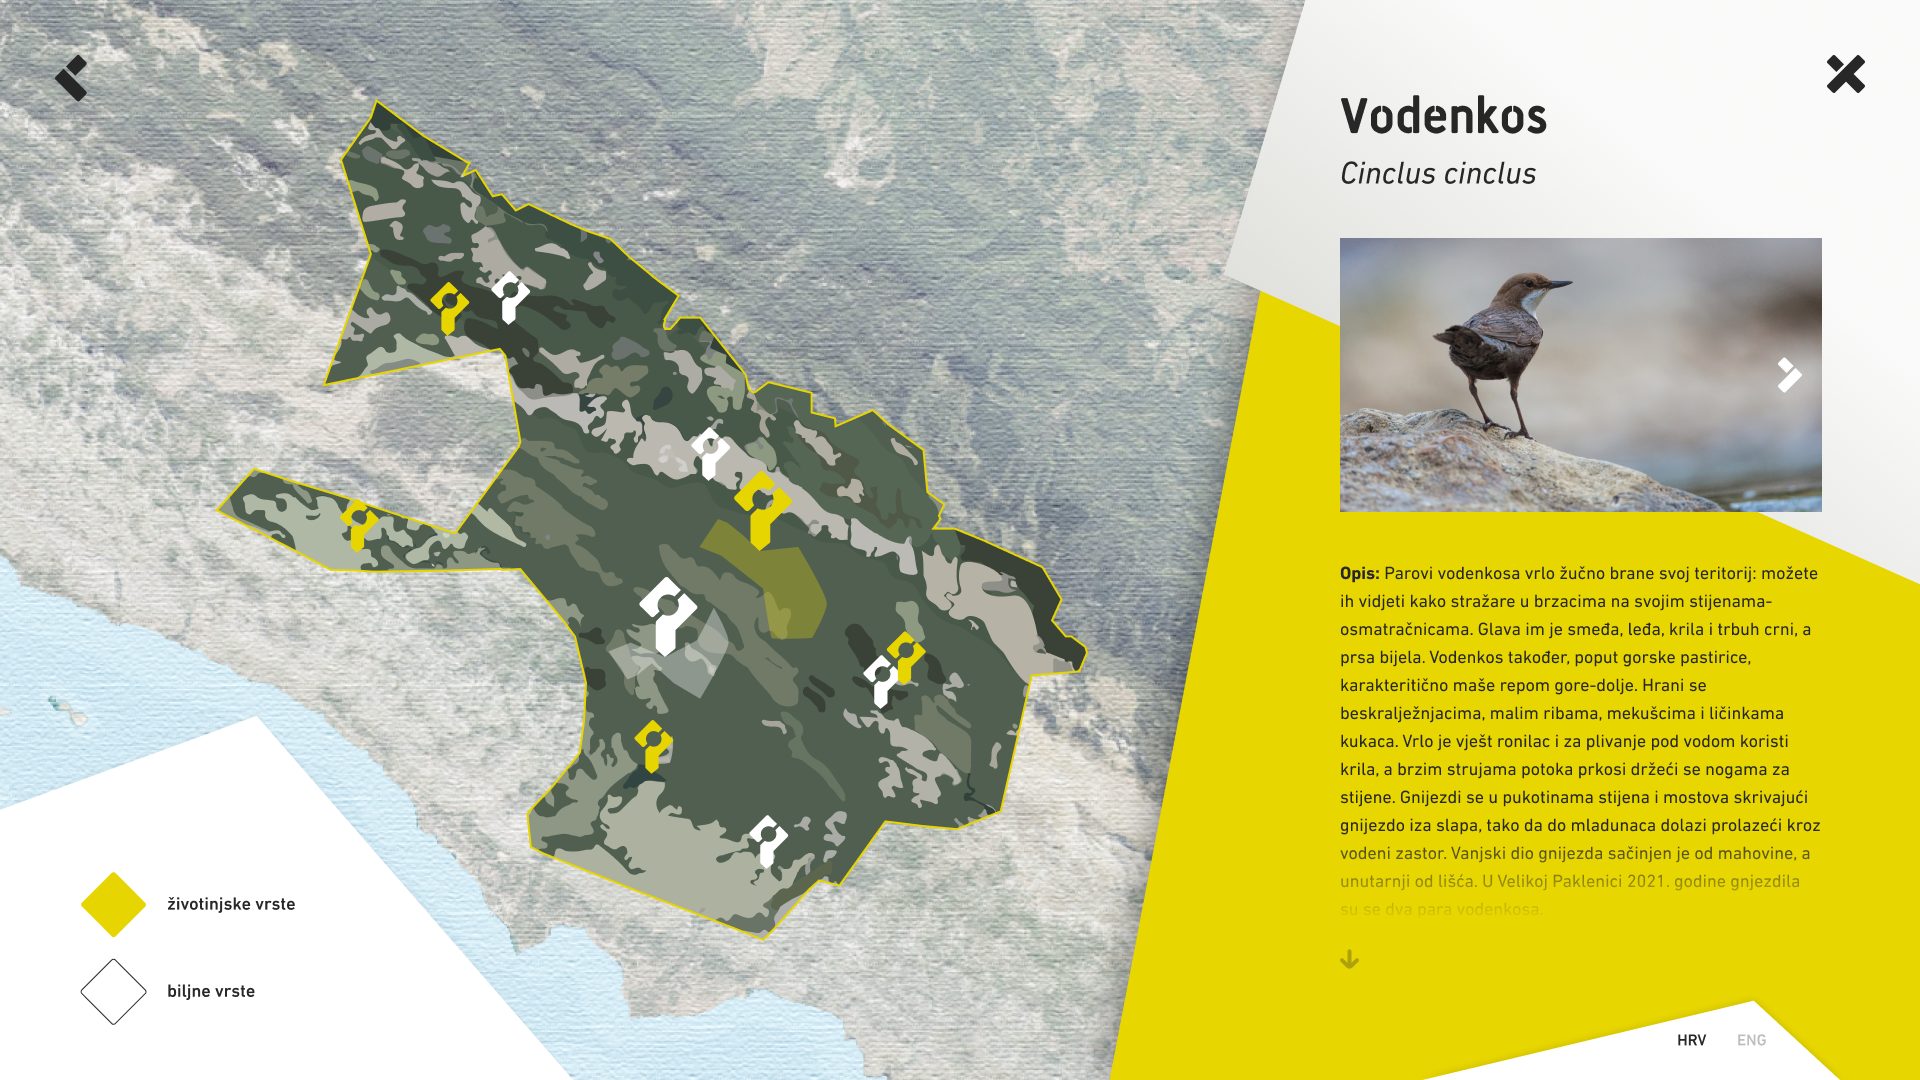 Vodenkos
Cinclus cinclus
Opis: Parovi vodenkosa vrlo žučno brane svoj teritorij: možete
ih vidjeti kako stražare u brzacima na svojim stijenama-
osmatračnicama. Glava im je smeđa, leđa, krila i trbuh crni, a
prsa bijela. Vodenkos također, poput gorske pastirice,
karakteritično maše repom gore-dolje. Hrani se
beskralježnjacima, malim ribama, mekušcima i ličinkama
kukaca. Vrlo je vješt ronilac i za plivanje pod vodom koristi
krila, a brzim strujama potoka prkosi držeći se nogama za
stijene. Gnijezdi se u pukotinama stijena i mostova skrivajući
gnijezdo iza slapa, tako da do mladunaca dolazi prolazeći kroz
vodeni zastor. Vanjski dio gnijezda sačinjen je od mahovine, a
unutarnji od lišća. U Velikoj Paklenici 2021. godine gnjezdila
su se dva para vodenkosa.
životinjske vrste
biljne vrste
HRV ENG